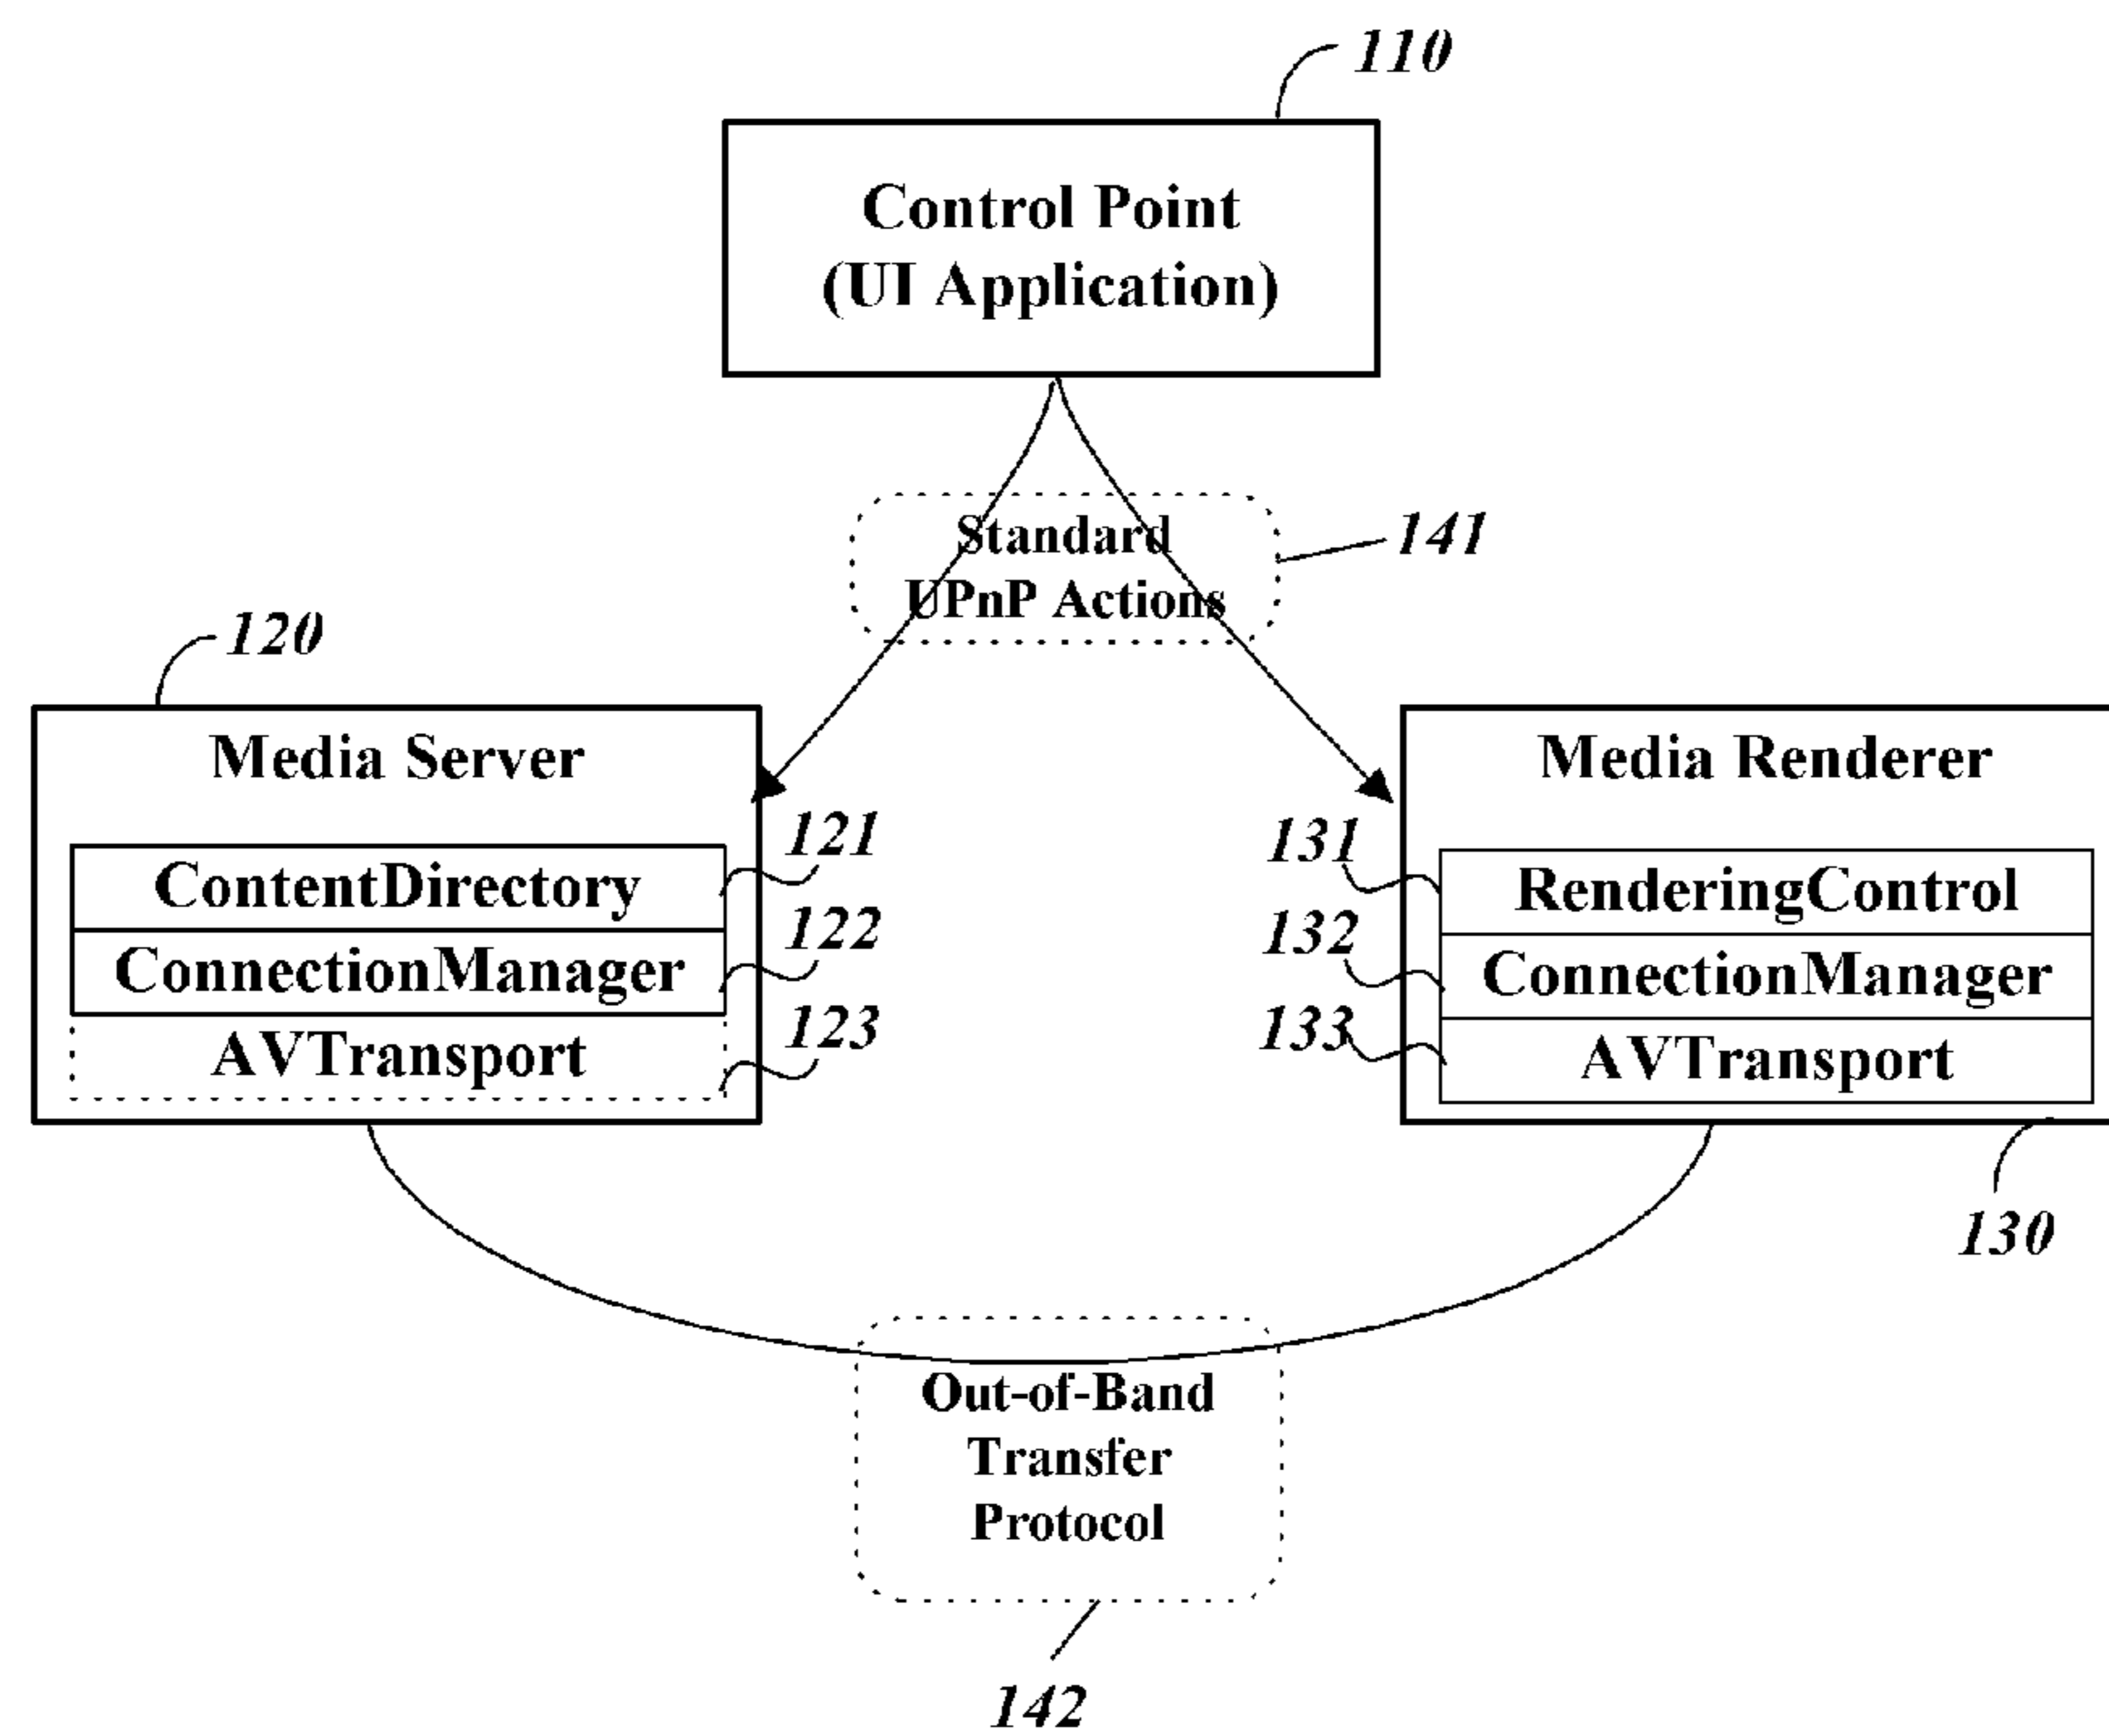 110
Control Point
(UI Application)
Standard
UPnP Actions
141
120
Media Server
121
ContentDirectory
122
ConnectionManager
123
AVTransport
Media Renderer
131
RenderingControl
132
ConnectionManager
133
AVTransport
130
Out-of-Band
Transfer
Protocol
142